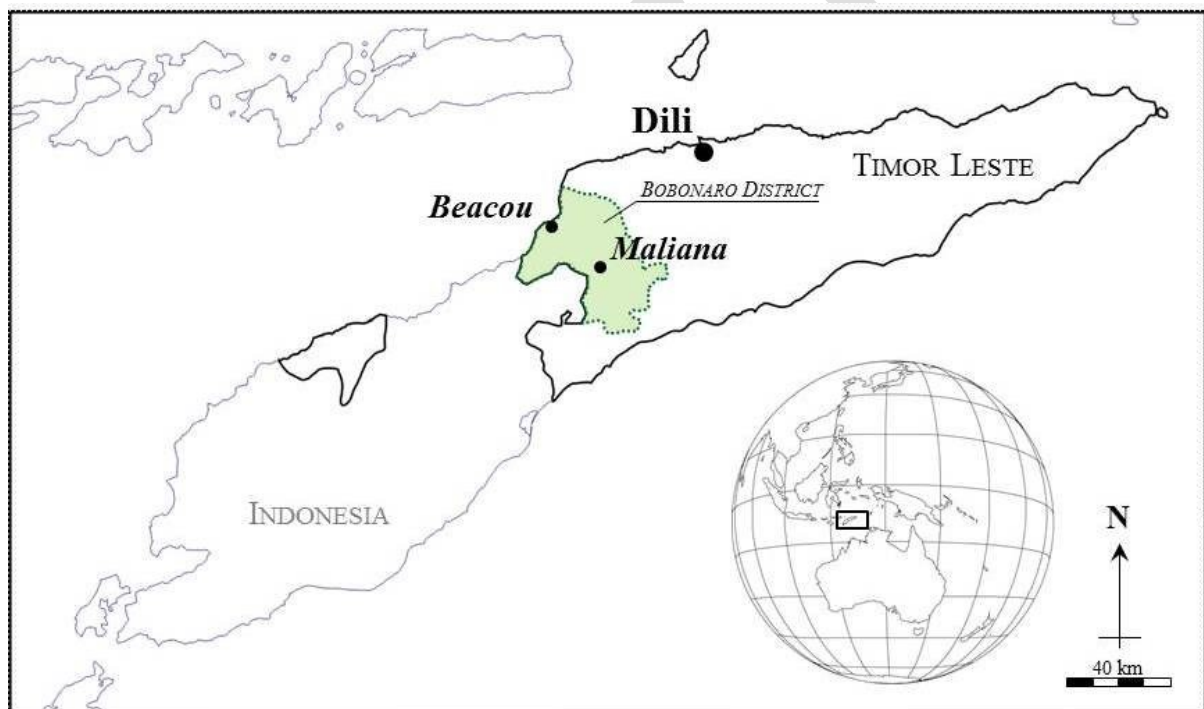 Dili
TIMOR LESTE
BOBONARO DISTRICT
Beacou
Maliana
INDONESIA
N
40 km